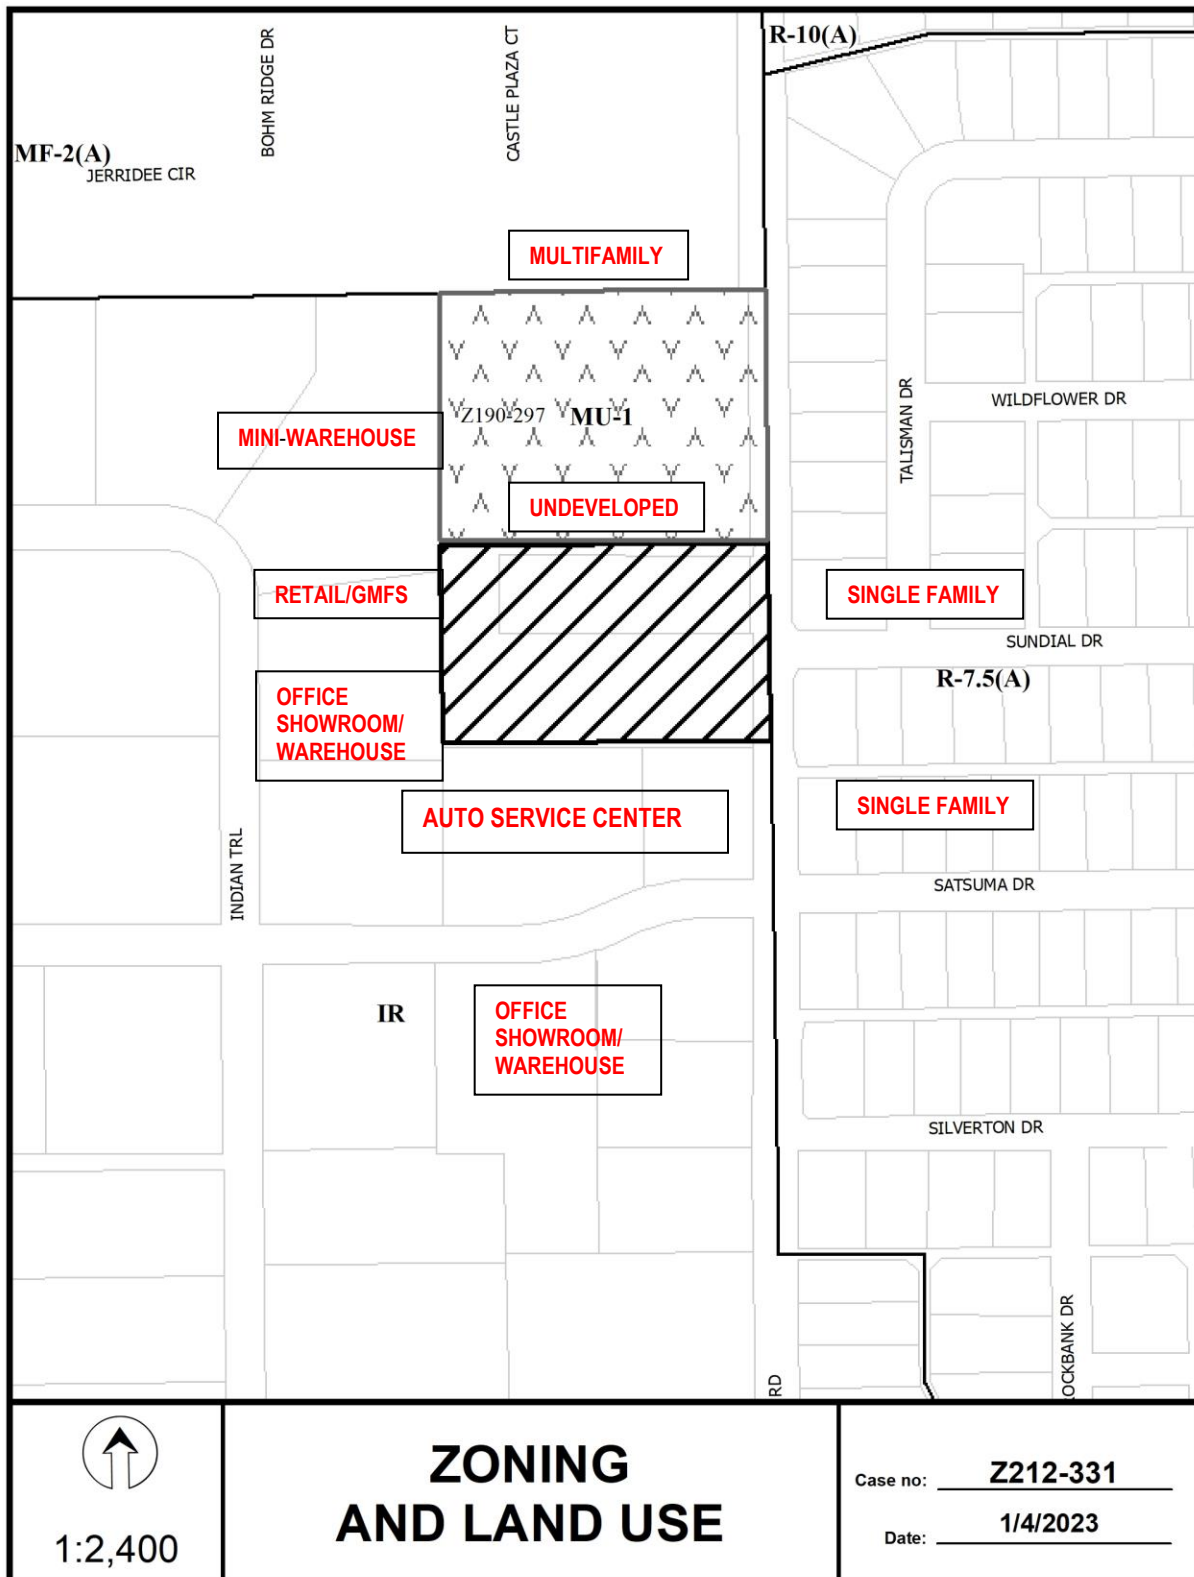 R-10(A)
BOHM RIDGE DR
CASTLE PLAZA CT
MF-2(A)
JERRIDEE CIR
MULTIFAMILY
TALISMAN DR
WILDFLOWER DR
Z190-297
MU-1
MINI-WAREHOUSE
UNDEVELOPED
RETAIL/GMFS
SINGLE FAMILY
SUNDIAL DR
R-7.5(A)
OFFICE
SHOWROOM/
WAREHOUSE
AUTO SERVICE CENTER
SINGLE FAMILY
INDIAN TRL
SATSUMA DR
IR
OFFICE
SHOWROOM/
WAREHOUSE
SILVERTON DR
RD
OCKBANK DR
1:2,400
ZONING
AND LAND USE
Case no: Z212-331
Date: 1/4/2023